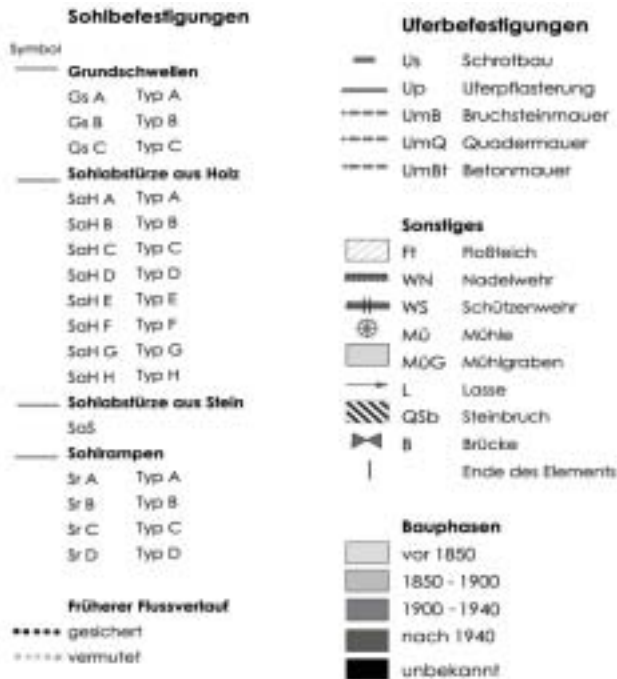 Sohlbefestigungen
Symbol
Grundschwellen
Gs A Typ A
Gs B Typ B
Gs C Typ C
Sohlabstürze aus Holz
SaH A Typ A
SaH B Typ B
SaH C Typ C
SaH D Typ D
SaH E Typ E
SaH F Typ F
SaH G Typ G
SaH H Typ H
Sohlabstürze aus Stein
SaS
Sohlrampen
Sr A Typ A
Sr B Typ B
Sr C Typ C
Sr D Typ D
Früherer Flussverlauf
gesichert
vermutet
Uferbefestigungen
Us Schrotbau
Up Uferpflasterung
UmB Bruchsteinmauer
UmQ Quadermauer
UmBt Betonmauer
Sonstiges
Ft Floßteich
WN Nadelwehr
WS Schützenwehr
Mü Mühle
MüG Mühlgraben
L Lasse
QSb Steinbruch
B Brücke
Ende des Elements
Bauphasen
vor 1850
1850 - 1900
1900 - 1940
nach 1940
unbekannt